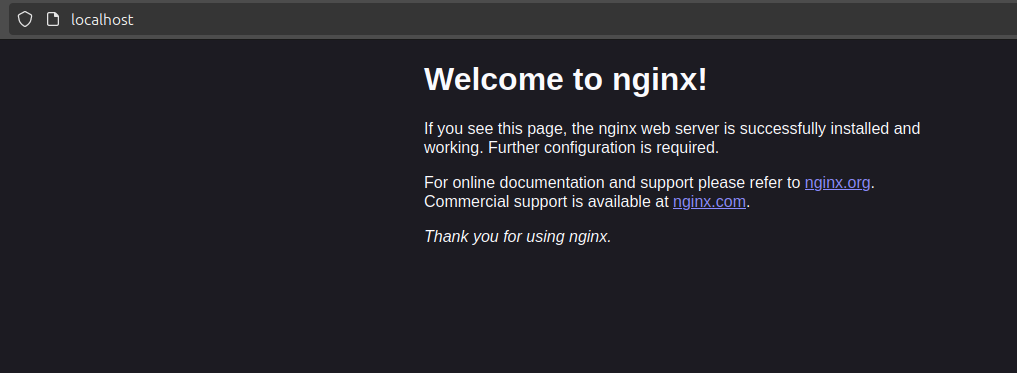 localhost
Welcome to nginx!
If you see this page, the nginx web server is successfully installed and
working. Further configuration is required.
For online documentation and support please refer to nginx.org.
Commercial support is available at nginx.com.
Thank you for using nginx.